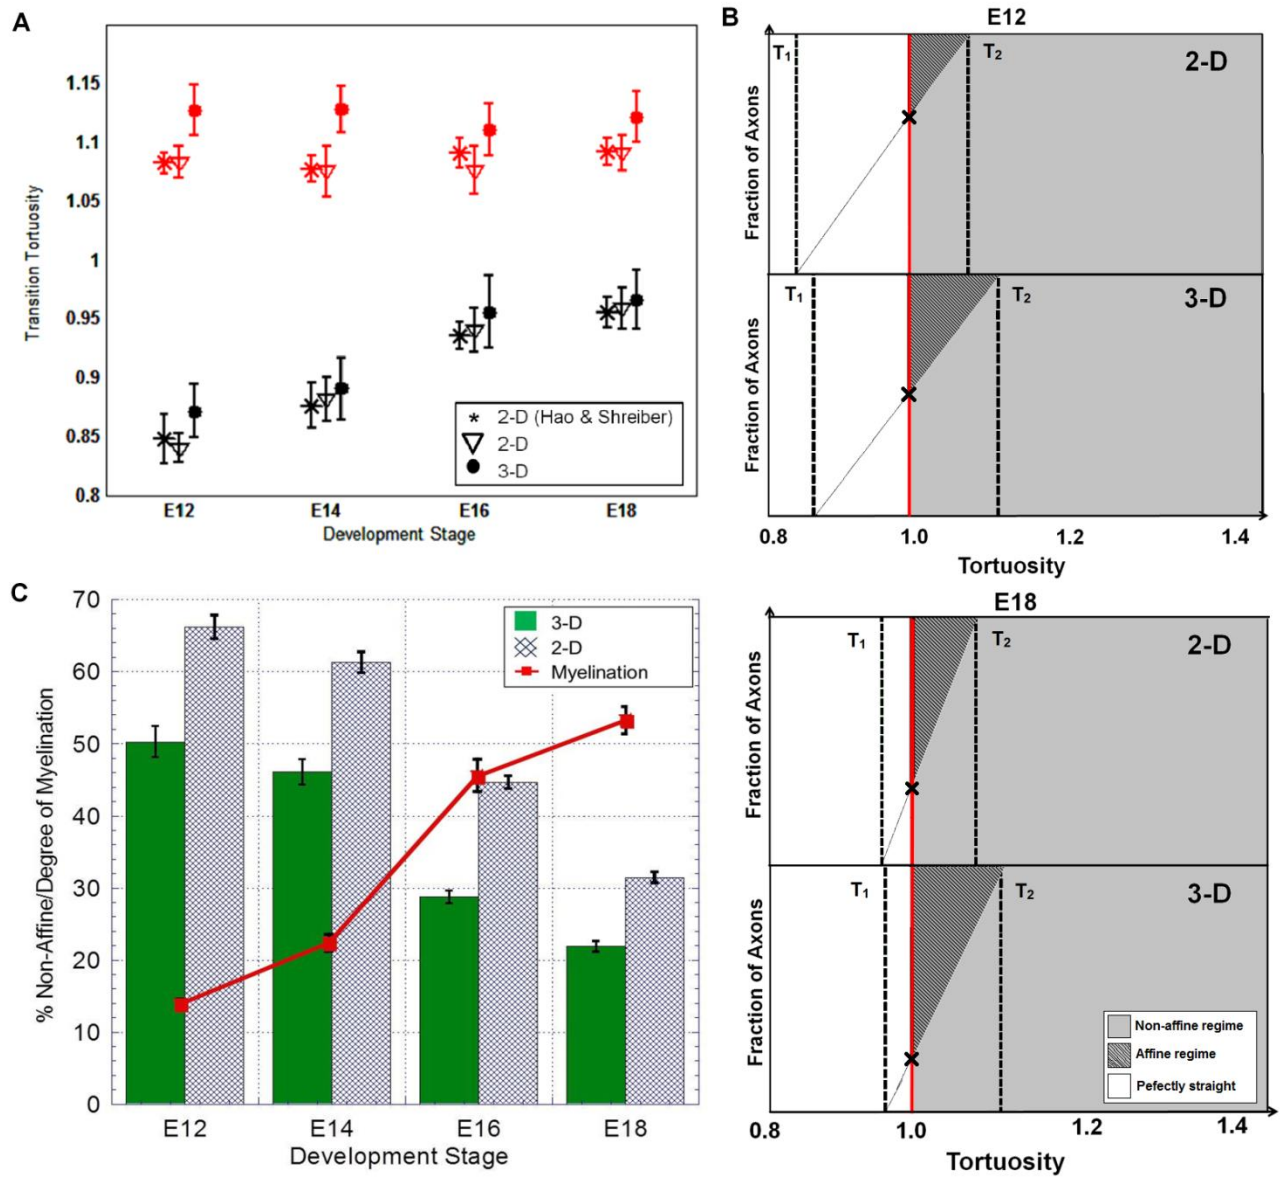 A
Transition Tortuosity
1.15
1.1
1.05
1
0.95
0.9
0.85
0.8
* 2-D (Hao & Shreiber)
2-D
3-D
E12 E14 E16 E18
Development Stage
B
E12
T1 T2 2-D
Fraction of Axons
T1 T2 3-D
Fraction of Axons
0.8 1.0 1.2 1.4
Tortuosity
E18
T1 T2 2-D
Fraction of Axons
T1 T2 3-D
Fraction of Axons
Non-affine regime
Affine regime
Pefectly straight
0.8 1.0 1.2 1.4
Tortuosity
C
% Non-Affine/Degree of Myelination
70
60
50
40
30
20
10
0
3-D
2-D
Myelination
E12 E14 E16 E18
Development Stage